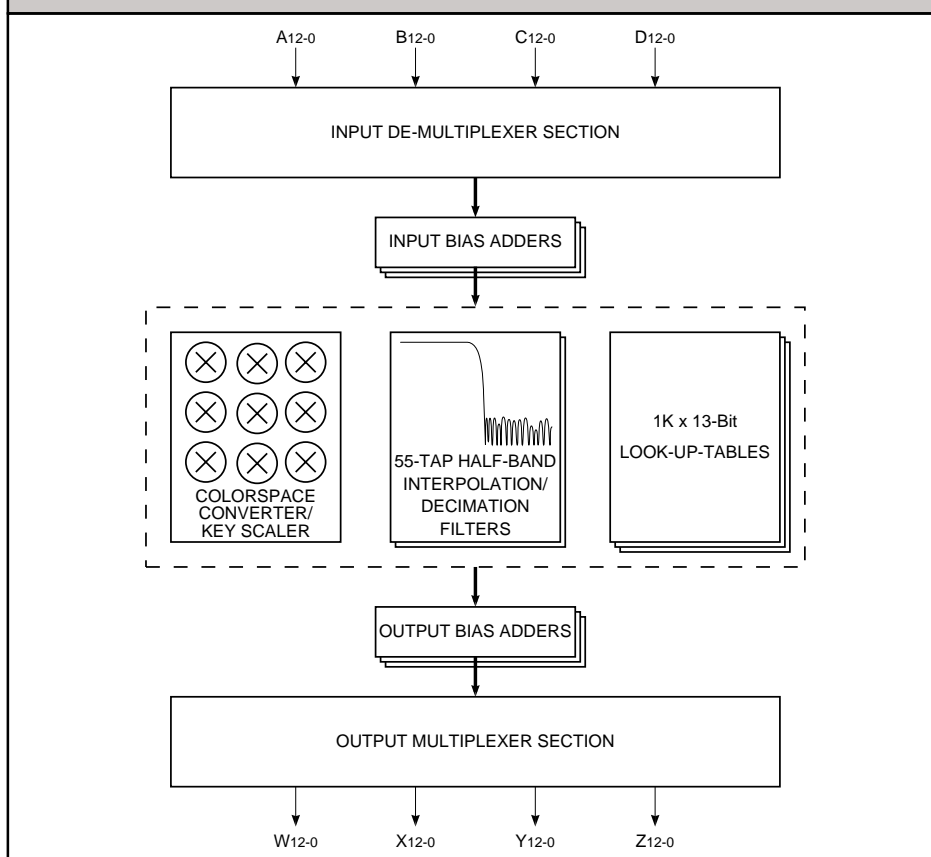 A12-0 B12-0 C12-0 D12-0
INPUT DE-MULTIPLEXER SECTION
INPUT BIAS ADDERS
COLORSPACE
CONVERTER/
KEY SCALER
55-TAP HALF-BAND
INTERPOLATION/
DECIMATION
FILTERS
1K x 13-Bit
LOOK-UP-TABLES
OUTPUT BIAS ADDERS
OUTPUT MULTIPLEXER SECTION
W12-0 X12-0 Y12-0 Z12-0